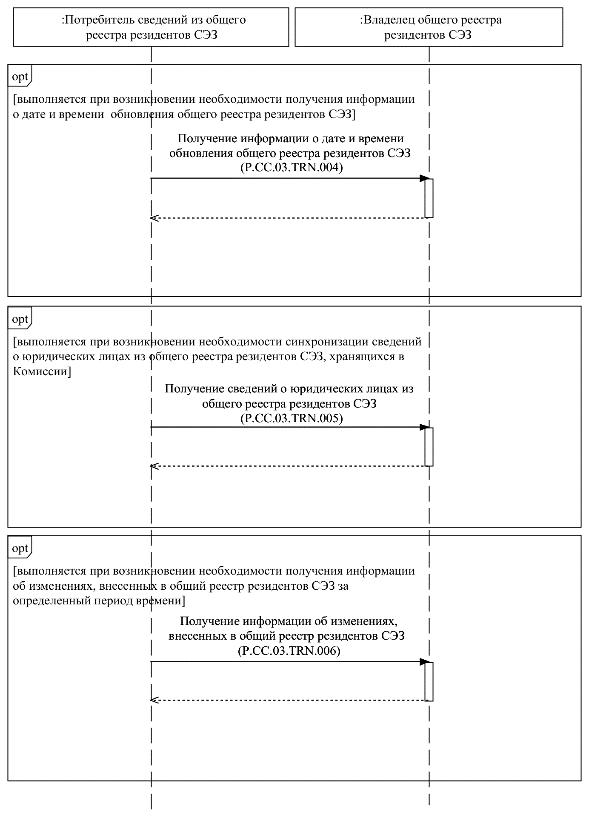 :Потребитель сведений из общего
реестра резидентов СЭЗ
:Владелец общего реестра
резидентов СЭЗ
opt
[выполняется при возникновении необходимости получения информации
о дате и времени обновления общего реестра резидентов СЭЗ]
Получение информации о дате и времени
обновления общего реестра резидентов СЭЗ
(P.CC.03.TRN.004)
opt
[выполняется при возникновении необходимости синхронизации сведений
о юридических лицах из общего реестра резидентов СЭЗ, хранящихся в
Комиссии]
Получение сведений о юридических лицах из
общего реестра резидентов СЭЗ
(P.CC.03.TRN.005)
opt
[выполняется при возникновении необходимости получения информации
об изменениях, внесенных в общий реестр резидентов СЭЗ за
определенный период времени]
Получение информации об изменениях,
внесенных в общий реестр резидентов СЭЗ
(P.CC.03.TRN.006)